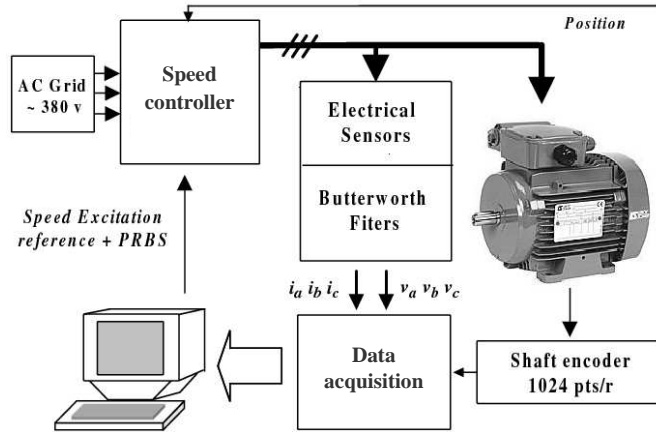 Position
AC Grid
~ 380 v
Speed
controller
Electrical
Sensors
Butterworth
Fiters
Speed Excitation
reference + PRBS
i_a i_b i_c
v_a v_b v_c
Data
acquisition
Shaft encoder
1024 pts/r